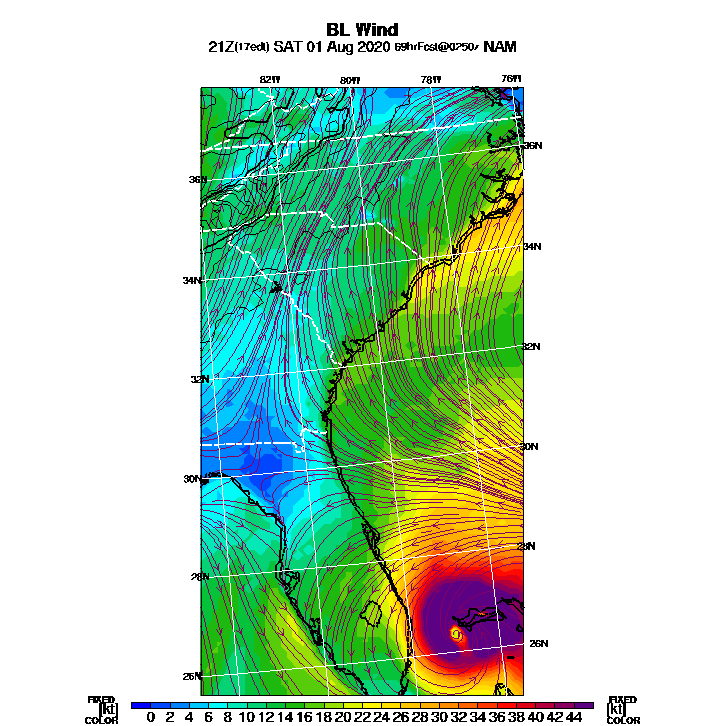 BL Wind
21Z(17edt) SAT 01 Aug 2020 69hrFcst@0250z NAM
82W 80W 78W 76W
36N
36N
34N
34N
32N
32N
30N
30N
28N
28N
26N
26N
FIXED FIXED
[kt] 0 2 4 6 8 10 12 14 16 18 20 22 24 26 28 30 32 34 36 38 40 42 44 [kt]
COLOR COLOR